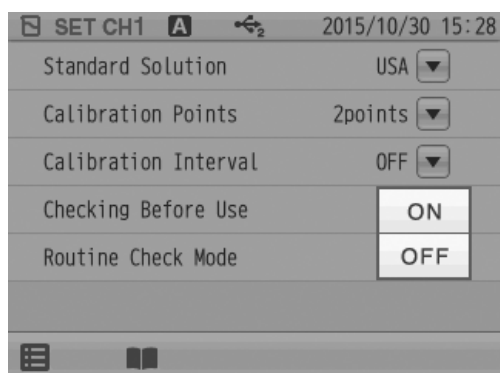 SET CH1 A 2 2015/10/30 15:28
Standard Solution USA
Calibration Points 2points
Calibration Interval OFF
Checking Before Use ON
Routine Check Mode OFF